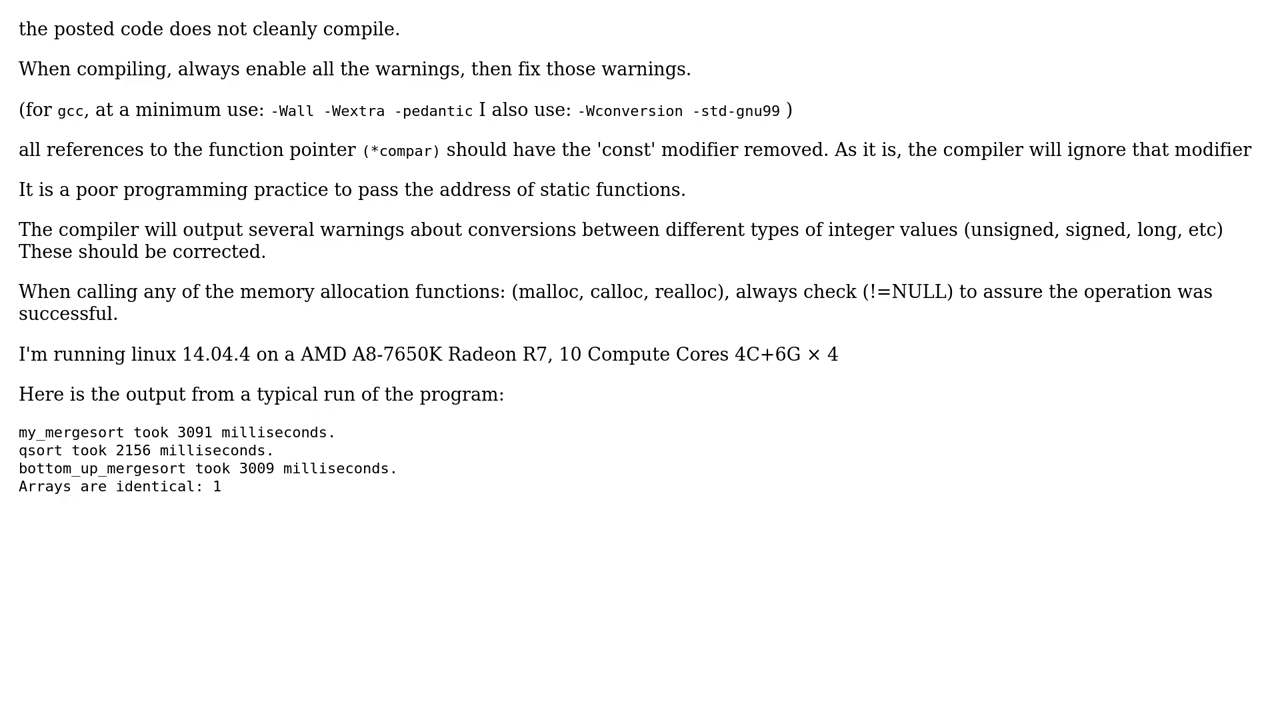 the posted code does not cleanly compile.
When compiling, always enable all the warnings, then fix those warnings.
(for gcc, at a minimum use: -Wall -Wextra -pedantic I also use: -Wconversion -std-gnu99 )
all references to the function pointer (*compar) should have the 'const' modifier removed. As it is, the compiler will ignore that modifier
It is a poor programming practice to pass the address of static functions.
The compiler will output several warnings about conversions between different types of integer values (unsigned, signed, long, etc)
These should be corrected.
When calling any of the memory allocation functions: (malloc, calloc, realloc), always check (!=NULL) to assure the operation was
successful.
I'm running linux 14.04.4 on a AMD A8-7650K Radeon R7, 10 Compute Cores 4C+6G × 4
Here is the output from a typical run of the program:
my_mergesort took 3091 milliseconds.
qsort took 2156 milliseconds.
bottom_up_mergesort took 3009 milliseconds.
Arrays are identical: 1